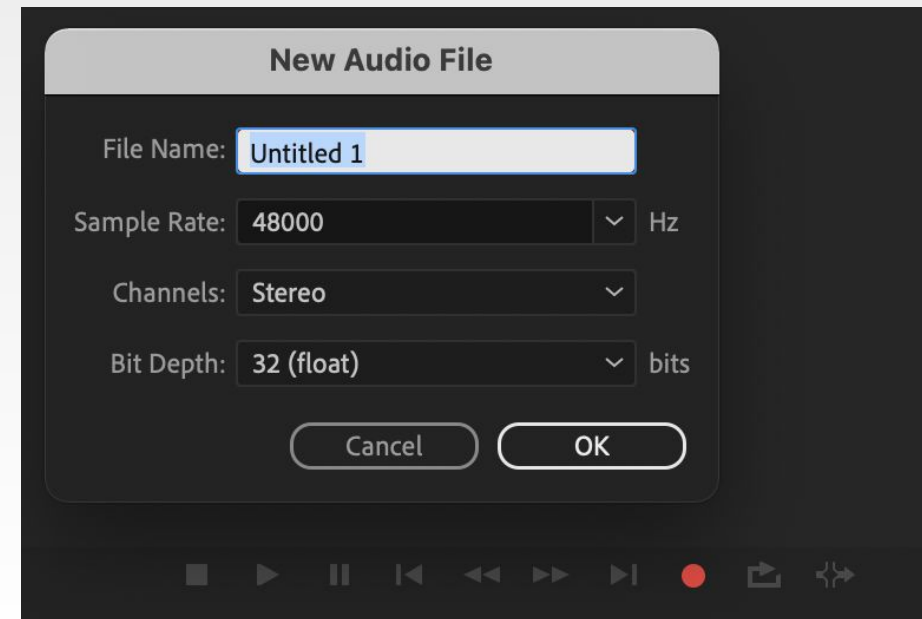 New Audio File
File Name: Untitled 1
Sample Rate: 48000 Hz
Channels: Stereo
Bit Depth: 32 (float) bits
Cancel OK